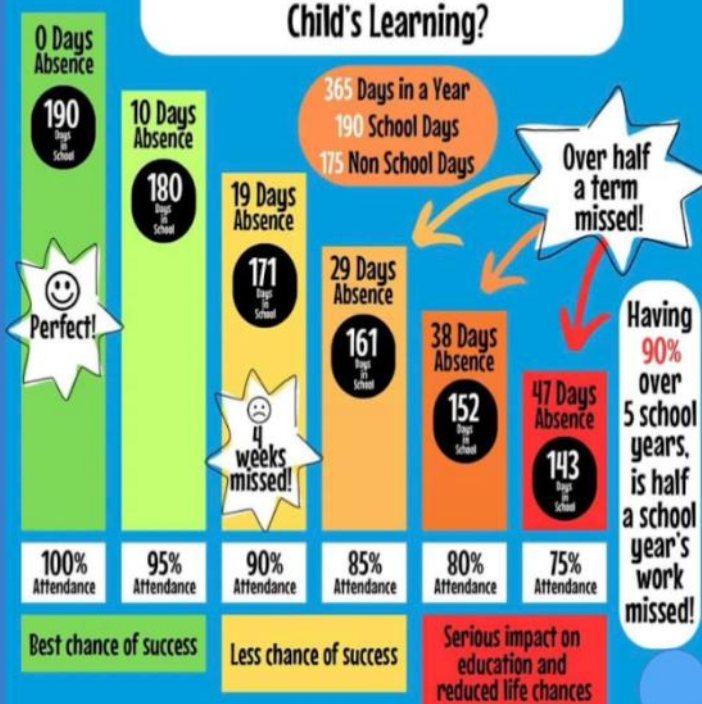 Child's Learning?
0 Days
Absence
190
Days
in
School
Perfect!
10 Days
Absence
180
Days
in
School
365 Days in a Year
190 School Days
175 Non School Days
Over half
a term
missed!
19 Days
Absence
171
Days
in
School
4
weeks
missed!
29 Days
Absence
161
Days
in
School
38 Days
Absence
152
Days
in
School
47 Days
Absence
143
Days
in
School
Having
90%
over
5 school
years,
is half
a school
year's
work
missed!
100%
Attendance
95%
Attendance
90%
Attendance
85%
Attendance
80%
Attendance
75%
Attendance
Best chance of success
Less chance of success
Serious impact on
education and
reduced life chances